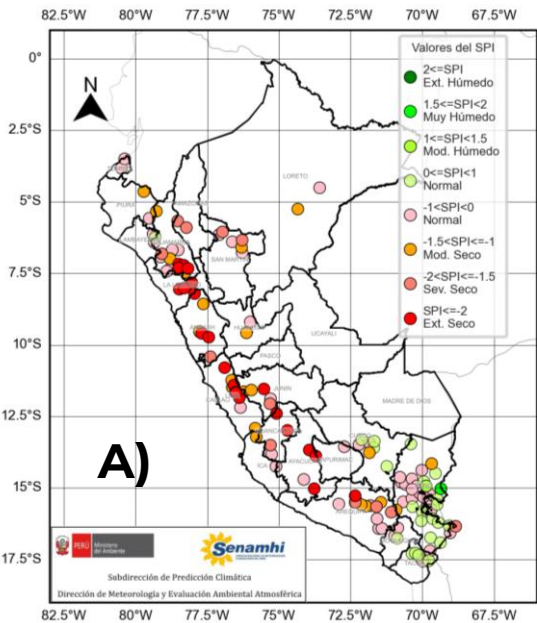 82.5°W 80°W 77.5°W 75°W 72.5°W 70°W 67.5°W
0°
2.5°S
5°S
7.5°S
10°S
12.5°S
15°S
17.5°S
N
Valores del SPI
2<=SPI
Ext. Húmedo
1.5<=SPI<2
Muy Húmedo
1<=SPI<1.5
Mod. Húmedo
0<=SPI<1
Normal
-1<SPI<0
Normal
-1.5<SPI<=-1
Mod. Seco
-2<SPI<=-1.5
Sev. Seco
SPI<=-2
Ext. Seco
LORETO
PIURA
SAN MARTIN
UCAYALI
PASCO
JUNIN
MADRE DE DIOS
ICA
A)
PERÚ
Ministerio
del Ambiente
Senamhi
Subdirección de Predicción Climática
Dirección de Meteorología y Evaluación Ambiental Atmosférica
82.5°W 80°W 77.5°W 75°W 72.5°W 70°W 67.5°W